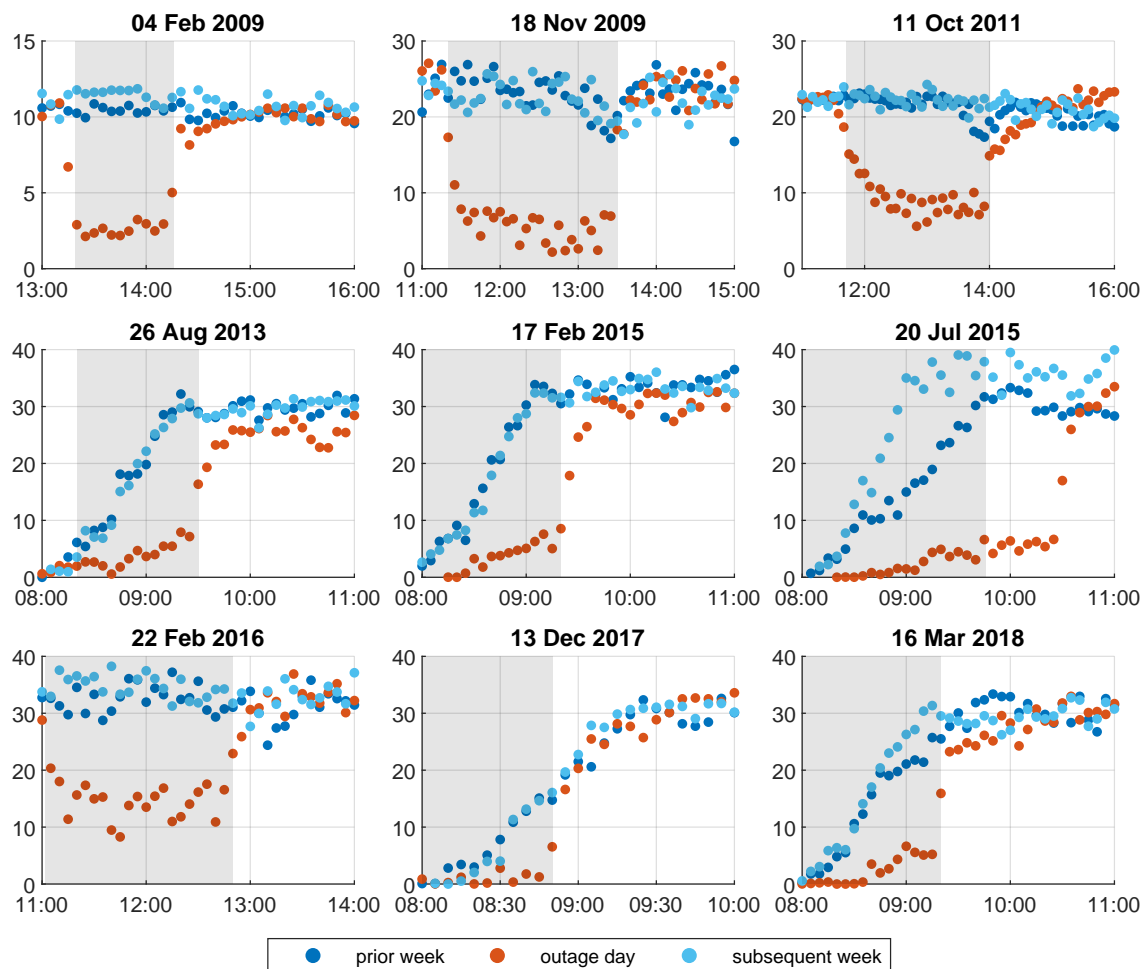 04 Feb 2009
18 Nov 2009
11 Oct 2011
15
10
5
0
13:00 14:00 15:00 16:00
30
20
10
0
11:00 12:00 13:00 14:00 15:00
30
20
10
0
12:00 14:00 16:00
26 Aug 2013
17 Feb 2015
20 Jul 2015
40
30
20
10
0
08:00 09:00 10:00 11:00
40
30
20
10
0
08:00 09:00 10:00 11:00
40
30
20
10
0
08:00 09:00 10:00 11:00
22 Feb 2016
13 Dec 2017
16 Mar 2018
40
30
20
10
0
11:00 12:00 13:00 14:00
40
30
20
10
0
08:00 08:30 09:00 09:30 10:00
40
30
20
10
0
08:00 09:00 10:00 11:00
prior week outage day subsequent week